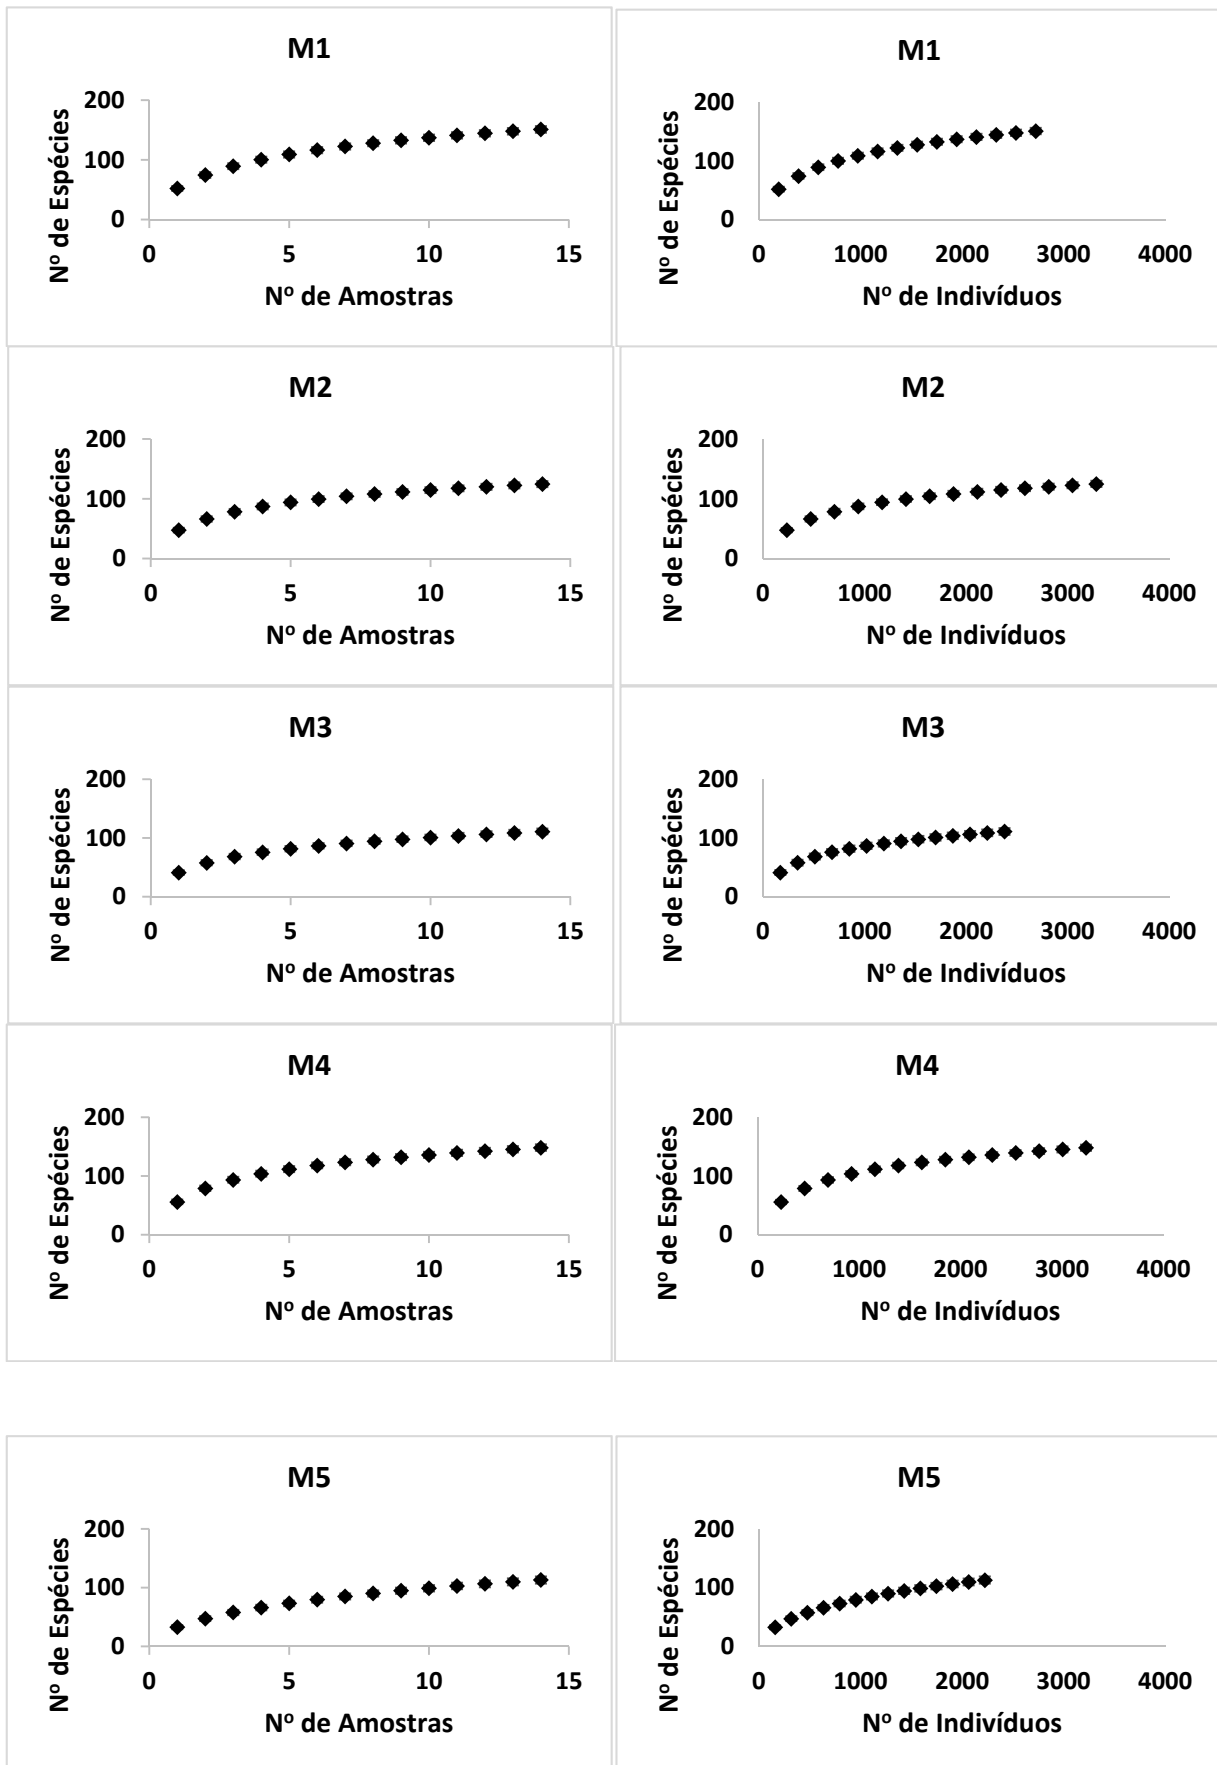 M1
Nº de Espécies
200
100
0
0 5 10 15
Nº de Amostras
M1
Nº de Espécies
200
100
0
0 1000 2000 3000 4000
Nº de Indivíduos
M2
Nº de Espécies
200
100
0
0 5 10 15
Nº de Amostras
M2
Nº de Espécies
200
100
0
0 1000 2000 3000 4000
Nº de Indivíduos
M3
Nº de Espécies
200
100
0
0 5 10 15
Nº de Amostras
M3
Nº de Espécies
200
100
0
0 1000 2000 3000 4000
Nº de Indivíduos
M4
Nº de Espécies
200
100
0
0 5 10 15
Nº de Amostras
M4
Nº de Espécies
200
100
0
0 1000 2000 3000 4000
Nº de Indivíduos
M5
Nº de Espécies
200
100
0
0 5 10 15
Nº de Amostras
M5
Nº de Espécies
200
100
0
0 1000 2000 3000 4000
Nº de Indivíduos